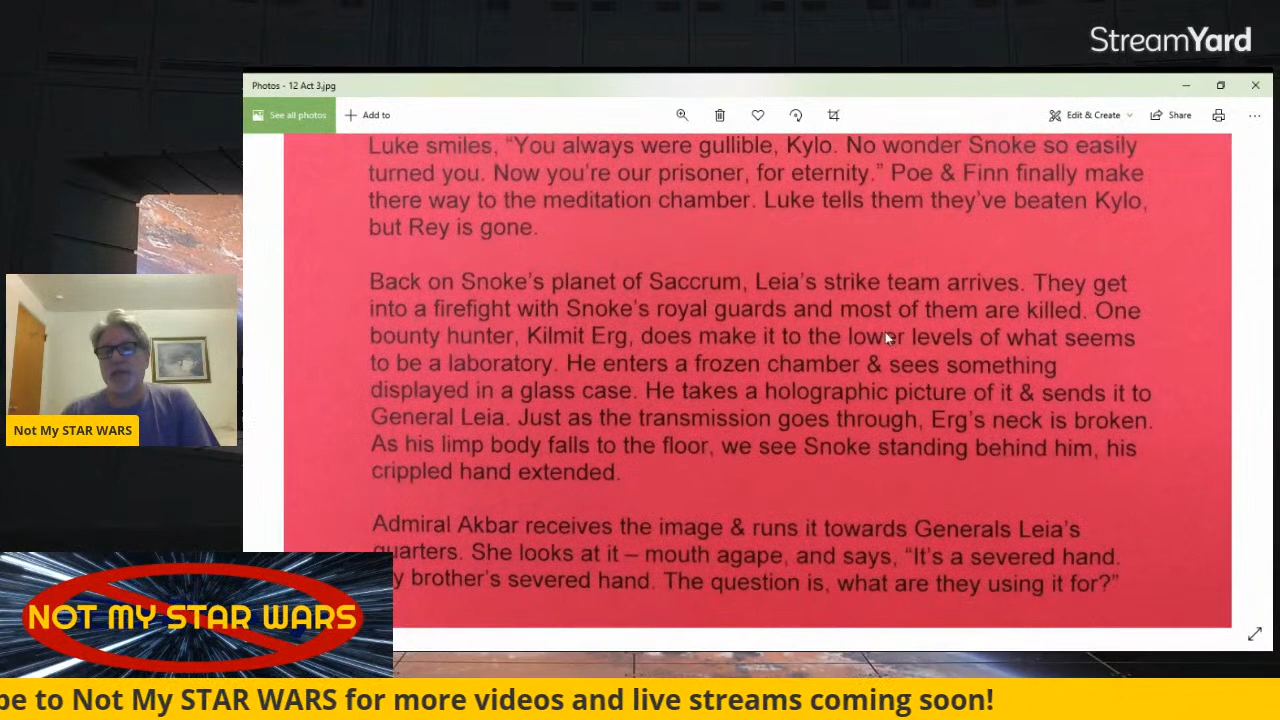 StreamYard
Photos - 12 Act 3.jpg
See all photos
Add to
Edit & Create
Share
Luke smiles, “You always were gullible, Kylo. No wonder Snoke so easily
turned you. Now you’re our prisoner, for eternity.” Poe & Finn finally make
there way to the meditation chamber. Luke tells them they’ve beaten Kylo,
but Rey is gone.
Back on Snoke’s planet of Saccrum, Leia’s strike team arrives. They get
into a firefight with Snoke’s royal guards and most of them are killed. One
bounty hunter, Kilmit Erg, does make it to the lower levels of what seems
to be a laboratory. He enters a frozen chamber & sees something
displayed in a glass case. He takes a holographic picture of it & sends it to
General Leia. Just as the transmission goes through, Erg’s neck is broken.
As his limp body falls to the floor, we see Snoke standing behind him, his
crippled hand extended.
Admiral Akbar receives the image & runs it towards Generals Leia’s
quarters. She looks at it – mouth agape, and says, “It’s a severed hand.
y brother’s severed hand. The question is, what are they using it for?”
Not My STAR WARS
NOT MY STAR WARS
be to Not My STAR WARS for more videos and live streams coming soon!